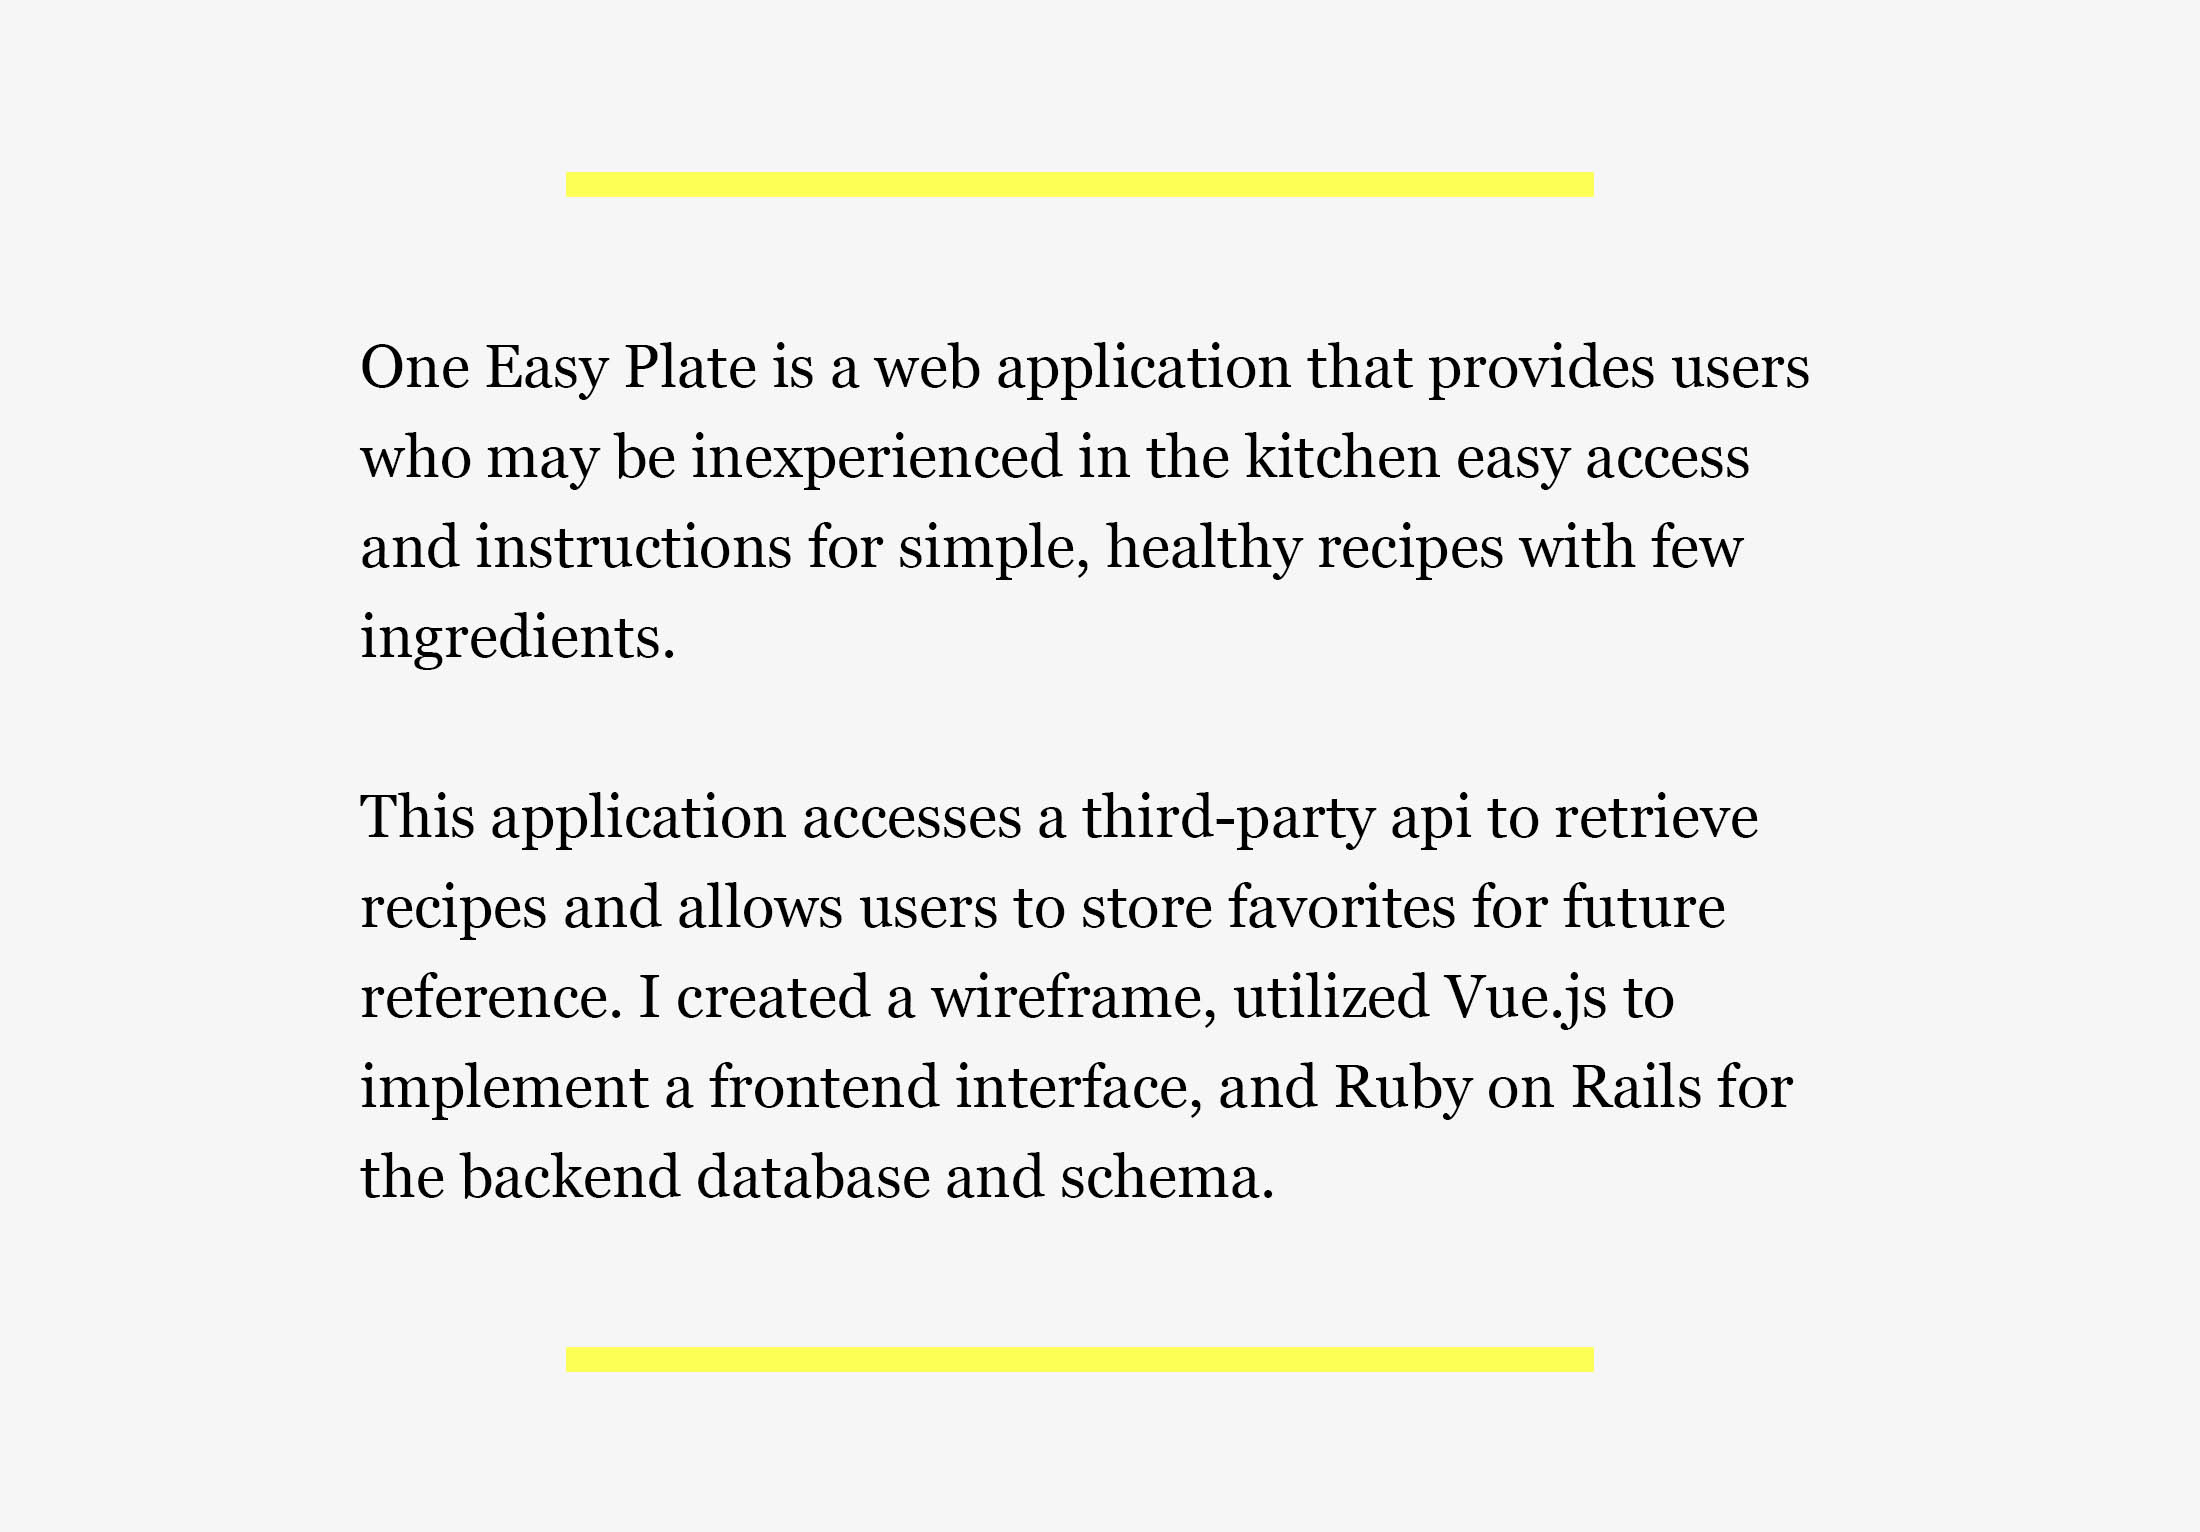 One Easy Plate is a web application that provides users
who may be inexperienced in the kitchen easy access
and instructions for simple, healthy recipes with few
ingredients.
This application accesses a third-party api to retrieve
recipes and allows users to store favorites for future
reference. I created a wireframe, utilized Vue.js to
implement a frontend interface, and Ruby on Rails for
the backend database and schema.